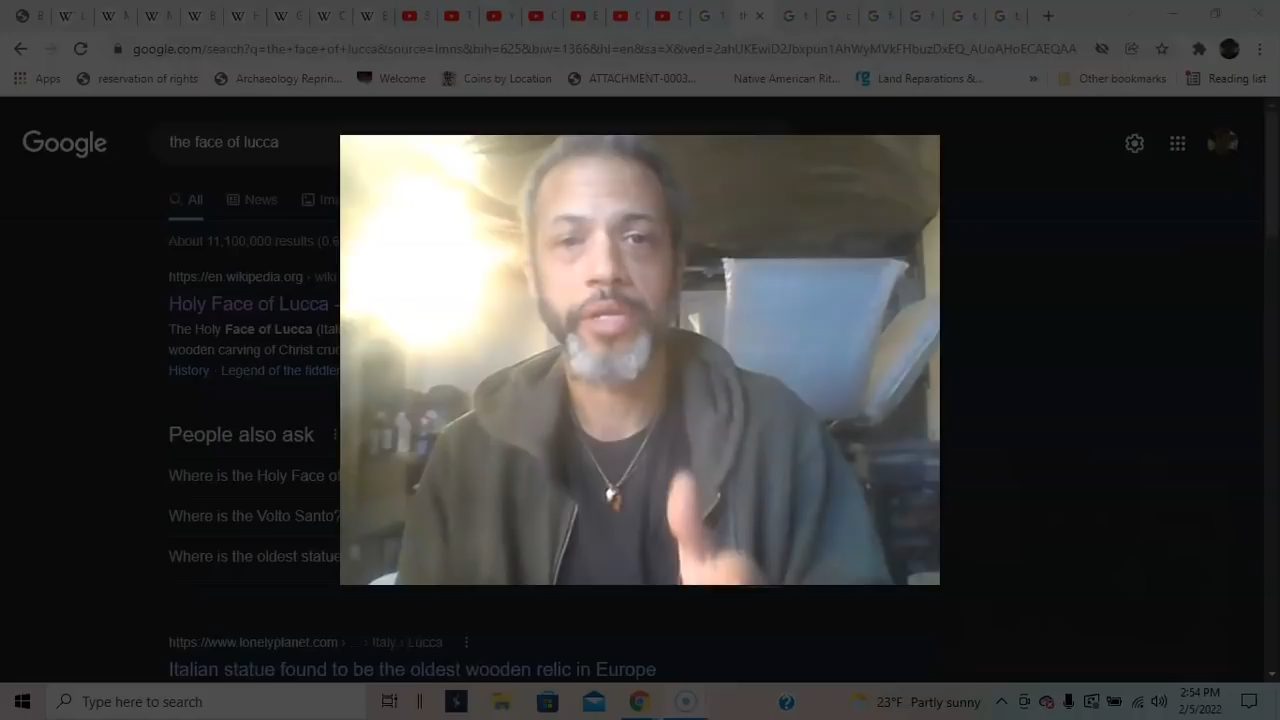 google.com/search?q=the+face+of+lucca&source=lmns&bih=625&biw=1366&hl=en&sa=X&ved=2ahUKEwiD2Jbxpun1AhWyMVkFHbuzDxEQ_AUoAHoECAEQAA
Apps reservation of rights Archaeology Reprin... Welcome Coins by Location ATTACHMENT-0003... Native American Rit... Land Reparations &... » Other bookmarks Reading list
Google the face of lucca
All News
About 11,100,000 results
https://en.wikipedia.org › wiki
Holy Face of Lucca -
The Holy Face of Lucca (Ital
wooden carving of Christ cruc
History · Legend of the fiddler
People also ask
Where is the Holy Face of
Where is the Volto Santo?
Where is the oldest statue
https://www.lonelyplanet.com › ... › Italy › Lucca
Italian statue found to be the oldest wooden relic in Europe
Type here to search 23°F Partly sunny 2:54 PM
2/5/2022